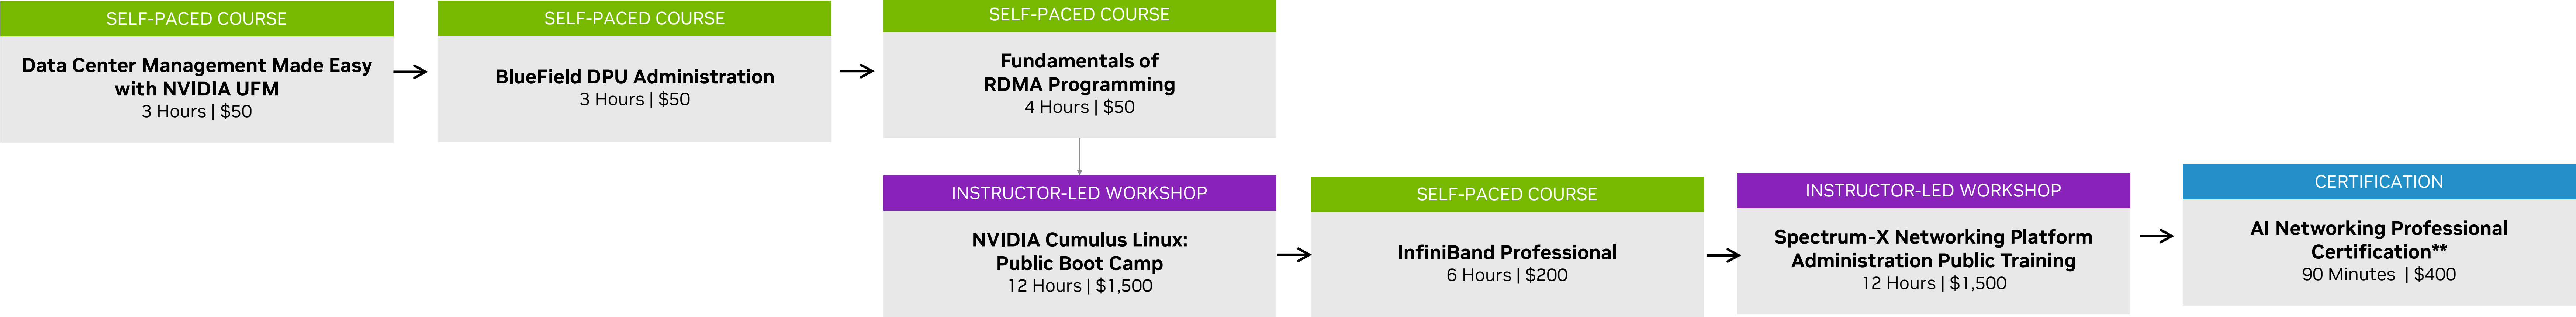 SELF-PACED COURSE
Data Center Management Made Easy
with NVIDIA UFM
3 Hours | $50
SELF-PACED COURSE
BlueField DPU Administration
3 Hours | $50
SELF-PACED COURSE
Fundamentals of
RDMA Programming
4 Hours | $50
INSTRUCTOR-LED WORKSHOP
NVIDIA Cumulus Linux:
Public Boot Camp
12 Hours | $1,500
SELF-PACED COURSE
InfiniBand Professional
6 Hours | $200
INSTRUCTOR-LED WORKSHOP
Spectrum-X Networking Platform
Administration Public Training
12 Hours | $1,500
CERTIFICATION
AI Networking Professional
Certification**
90 Minutes | $400